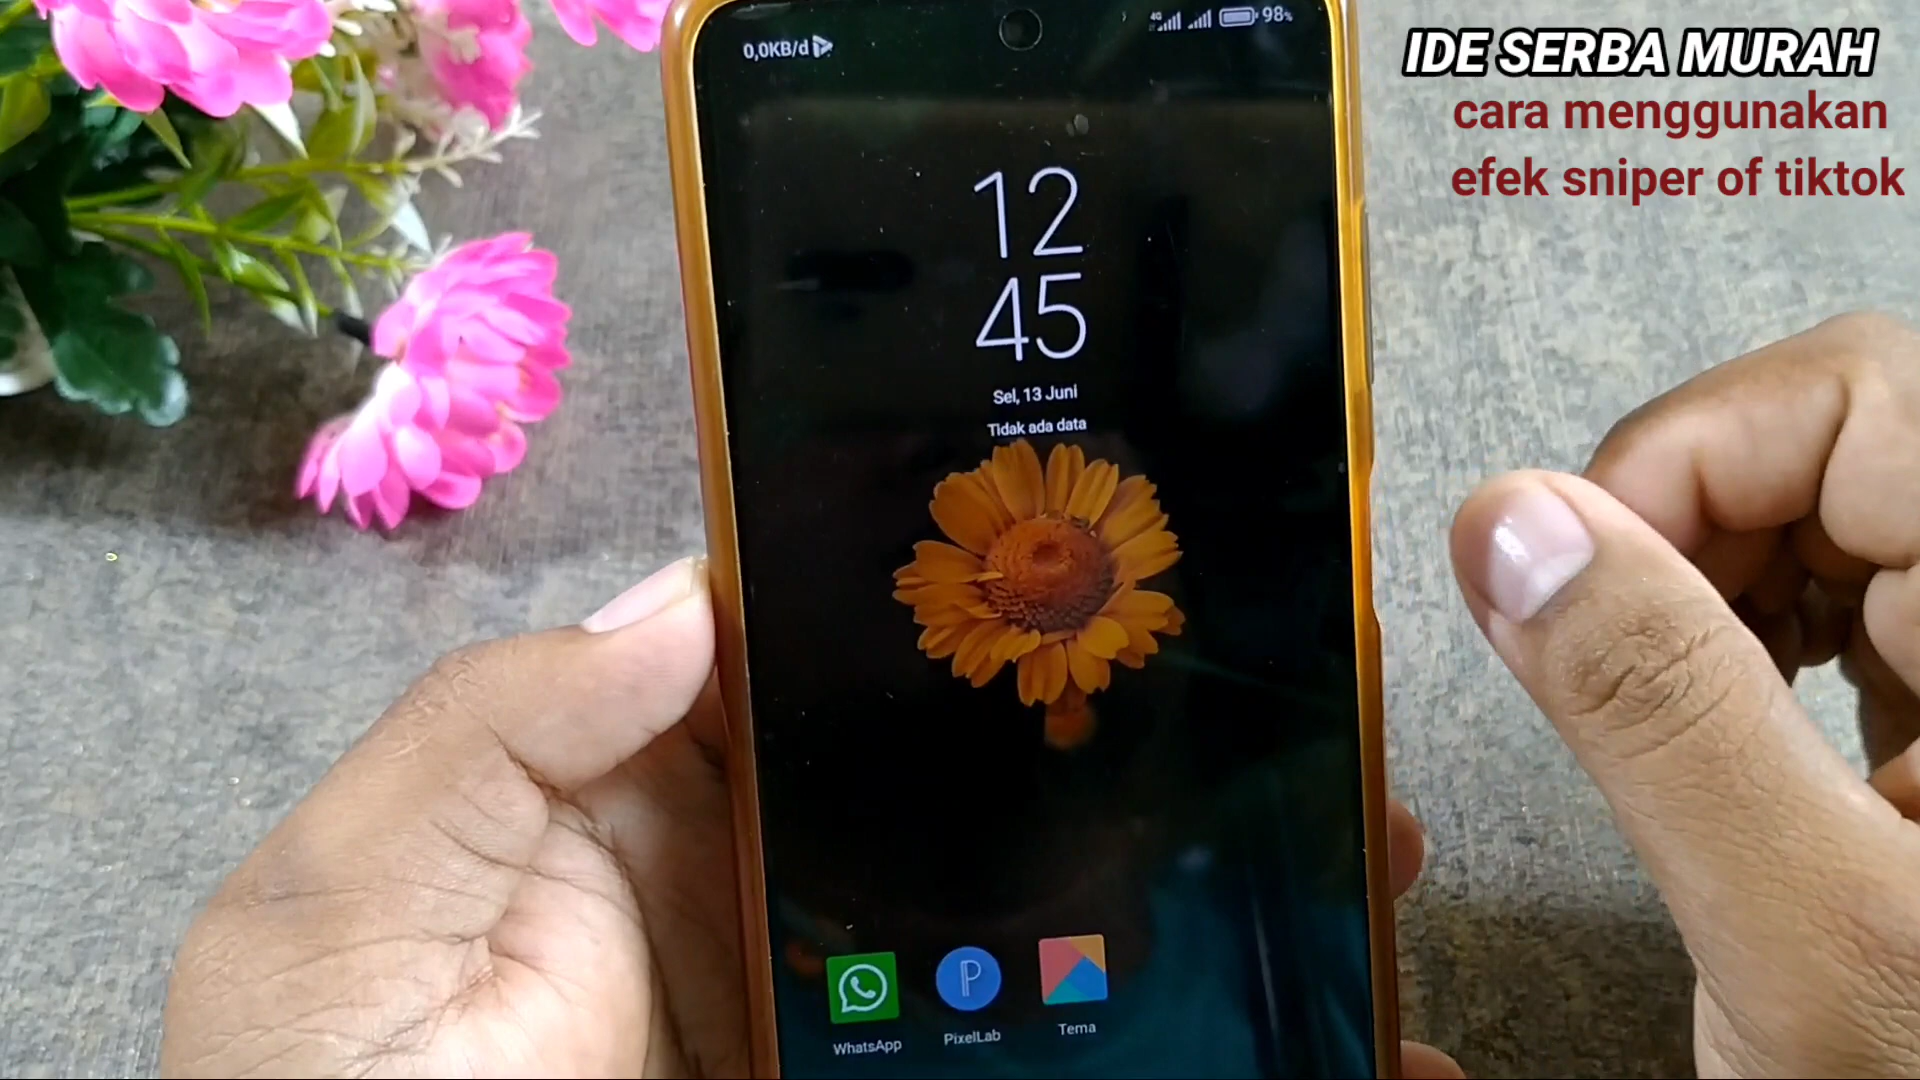 0,0KB/d
4G
98%
IDE SERBA MURAH
cara menggunakan
efek sniper of tiktok
12
45
Sel, 13 Juni
Tidak ada data
WhatsApp
PixelLab
Tema